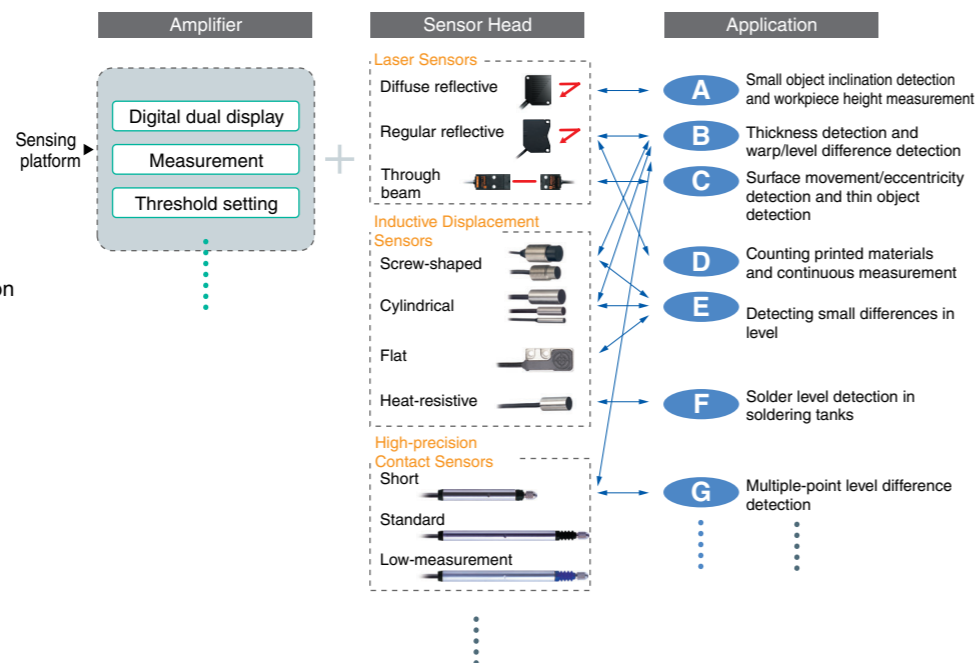 Amplifier
Sensor Head
Application
Sensing
platform
Digital dual display
Measurement
Threshold setting
on
+
Laser Sensors
Diffuse reflective
Regular reflective
Through
beam
Inductive Displacement
Sensors
Screw-shaped
Cylindrical
Flat
Heat-resistive
High-precision
Contact Sensors
Short
Standard
Low-measurement
A
Small object inclination detection
and workpiece height measurement
B
Thickness detection and
warp/level difference detection
C
Surface movement/eccentricity
detection and thin object
detection
D
Counting printed materials
and continuous measurement
E
Detecting small differences in
level
F
Solder level detection in
soldering tanks
G
Multiple-point level difference
detection